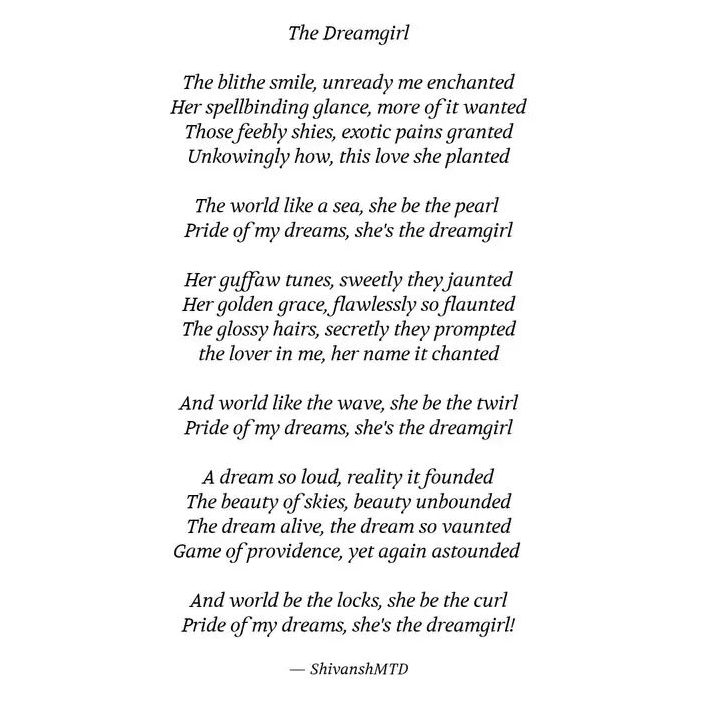 The Dreamgirl
The blithe smile, unready me enchanted
Her spellbinding glance, more of it wanted
Those feebly shies, exotic pains granted
Unkowingly how, this love she planted
The world like a sea, she be the pearl
Pride of my dreams, she's the dreamgirl
Her guffaw tunes, sweetly they jaunted
Her golden grace, flawlessly so flaunted
The glossy hairs, secretly they prompted
the lover in me, her name it chanted
And world like the wave, she be the twirl
Pride of my dreams, she's the dreamgirl
A dream so loud, reality it founded
The beauty of skies, beauty unbounded
The dream alive, the dream so vaunted
Game of providence, yet again astounded
And world be the locks, she be the curl
Pride of my dreams, she's the dreamgirl!
— ShivanshMTD